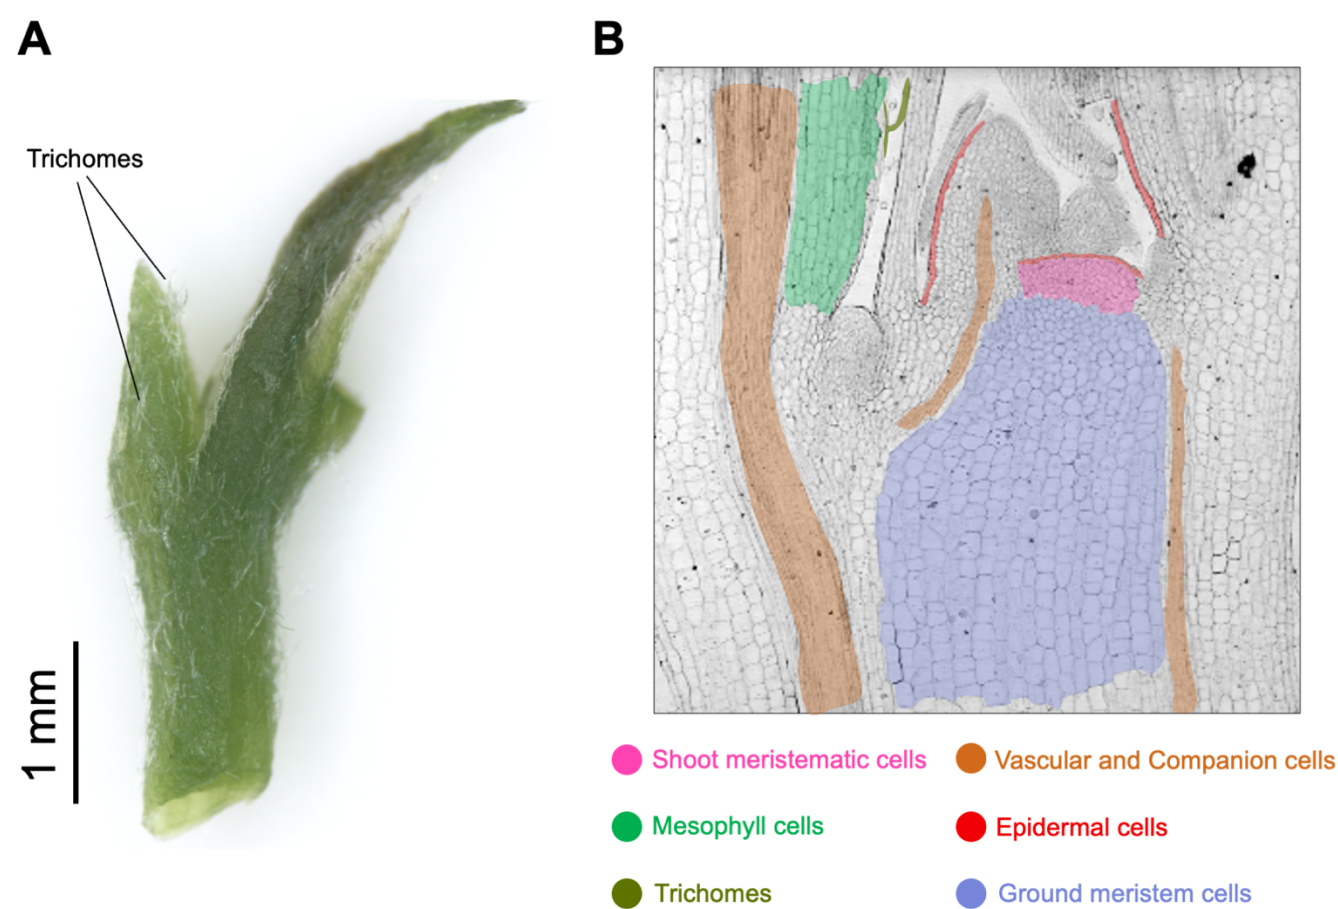 A
B
Trichomes
1 mm
Shoot meristematic cells
Vascular and Companion cells
Mesophyll cells
Epidermal cells
Trichomes
Ground meristem cells